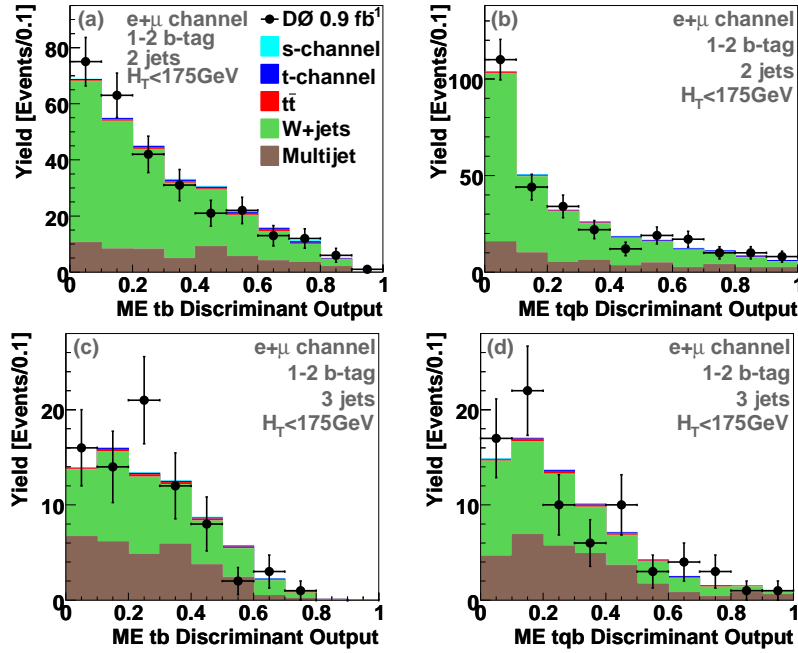 (a)
e+μ channel
1-2 b-tag
2 jets
H_T<175GeV
DØ 0.9 fb¹
s-channel
t-channel
tt̄
W+jets
Multijet
Yield [Events/0.1]
80
60
40
20
0
0 0.2 0.4 0.6 0.8 1
ME tb Discriminant Output
(b)
e+μ channel
1-2 b-tag
2 jets
H_T<175GeV
Yield [Events/0.1]
100
50
0
0 0.2 0.4 0.6 0.8 1
ME tqb Discriminant Output
(c)
e+μ channel
1-2 b-tag
3 jets
H_T<175GeV
Yield [Events/0.1]
20
10
0
0 0.2 0.4 0.6 0.8 1
ME tb Discriminant Output
(d)
e+μ channel
1-2 b-tag
3 jets
H_T<175GeV
Yield [Events/0.1]
20
10
0
0 0.2 0.4 0.6 0.8 1
ME tqb Discriminant Output